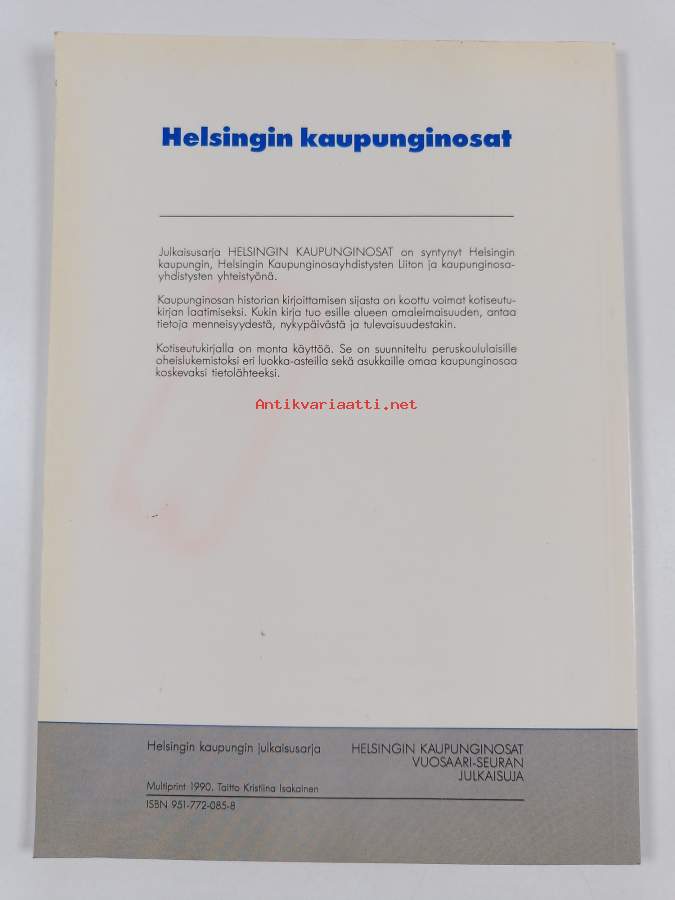 Helsingin kaupunginosat
Julkaisusarja HELSINGIN KAUPUNGINOSAT on syntynyt Helsingin
kaupungin, Helsingin Kaupunginosayhdistysten Liiton ja kaupunginosa-
yhdistysten yhteistyönä.
Kaupunginosan historian kirjoittamisen sijasta on koottu voimat kotiseutu-
kirjan laatimiseksi. Kukin kirja tuo esille alueen omaleimaisuuden, antaa
tietoja menneisyydestä, nykypäivästä ja tulevaisuudestakin.
Kotiseutukirjalla on monta käyttöä. Se on suunniteltu peruskoululaisille
oheislukemistoksi eri luokka-asteilla sekä asukkaille omaa kaupunginosaa
koskevaksi tietolähteeksi.
Antikvariaatti.net
Helsingin kaupungin julkaisusarja
HELSINGIN KAUPUNGINOSAT
VUOSAARI-SEURAN
JULKAISUJA
Multiprint 1990. Taitto Kristiina Isakainen
ISBN 951-772-085-8